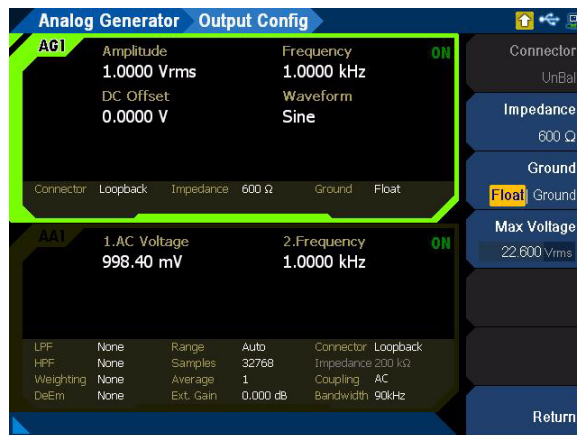 Analog Generator Output Config
AG1
Amplitude Frequency ON
1.0000 Vrms 1.0000 kHz
DC Offset Waveform
0.0000 V Sine
Connector Loopback Impedance 600 Ω Ground Float
AA1
1.AC Voltage 2.Frequency ON
998.40 mV 1.0000 kHz
LPF None Range Auto Connector Loopback
HPF None Samples 32768 Impedance 200 kΩ
Weighting None Average 1 Coupling AC
DeEm None Ext. Gain 0.000 dB Bandwidth 90kHz
Connector
UnBal
Impedance
600 Ω
Ground
Float Ground
Max Voltage
22.600 Vrms
Return